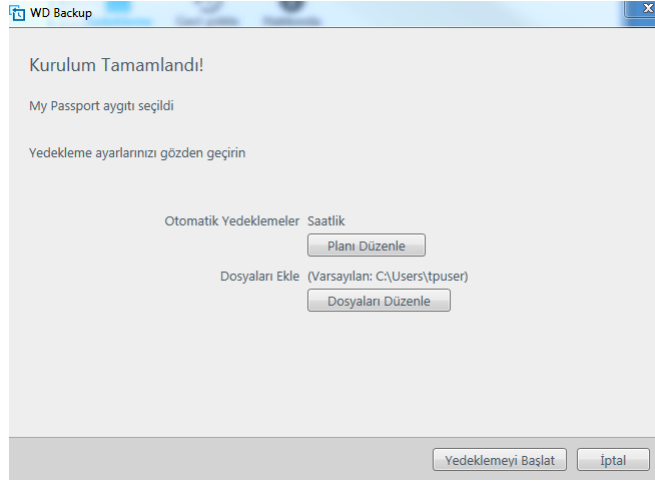 WD Backup
Kurulum Tamamlandı!
My Passport aygıtı seçildi
Yedekleme ayarlarınızı gözden geçirin
Otomatik Yedeklemeler Saatlik
Planı Düzenle
Dosyaları Ekle (Varsayılan: C:\Users\tpuser)
Dosyaları Düzenle
Yedeklemeyi Başlat İptal